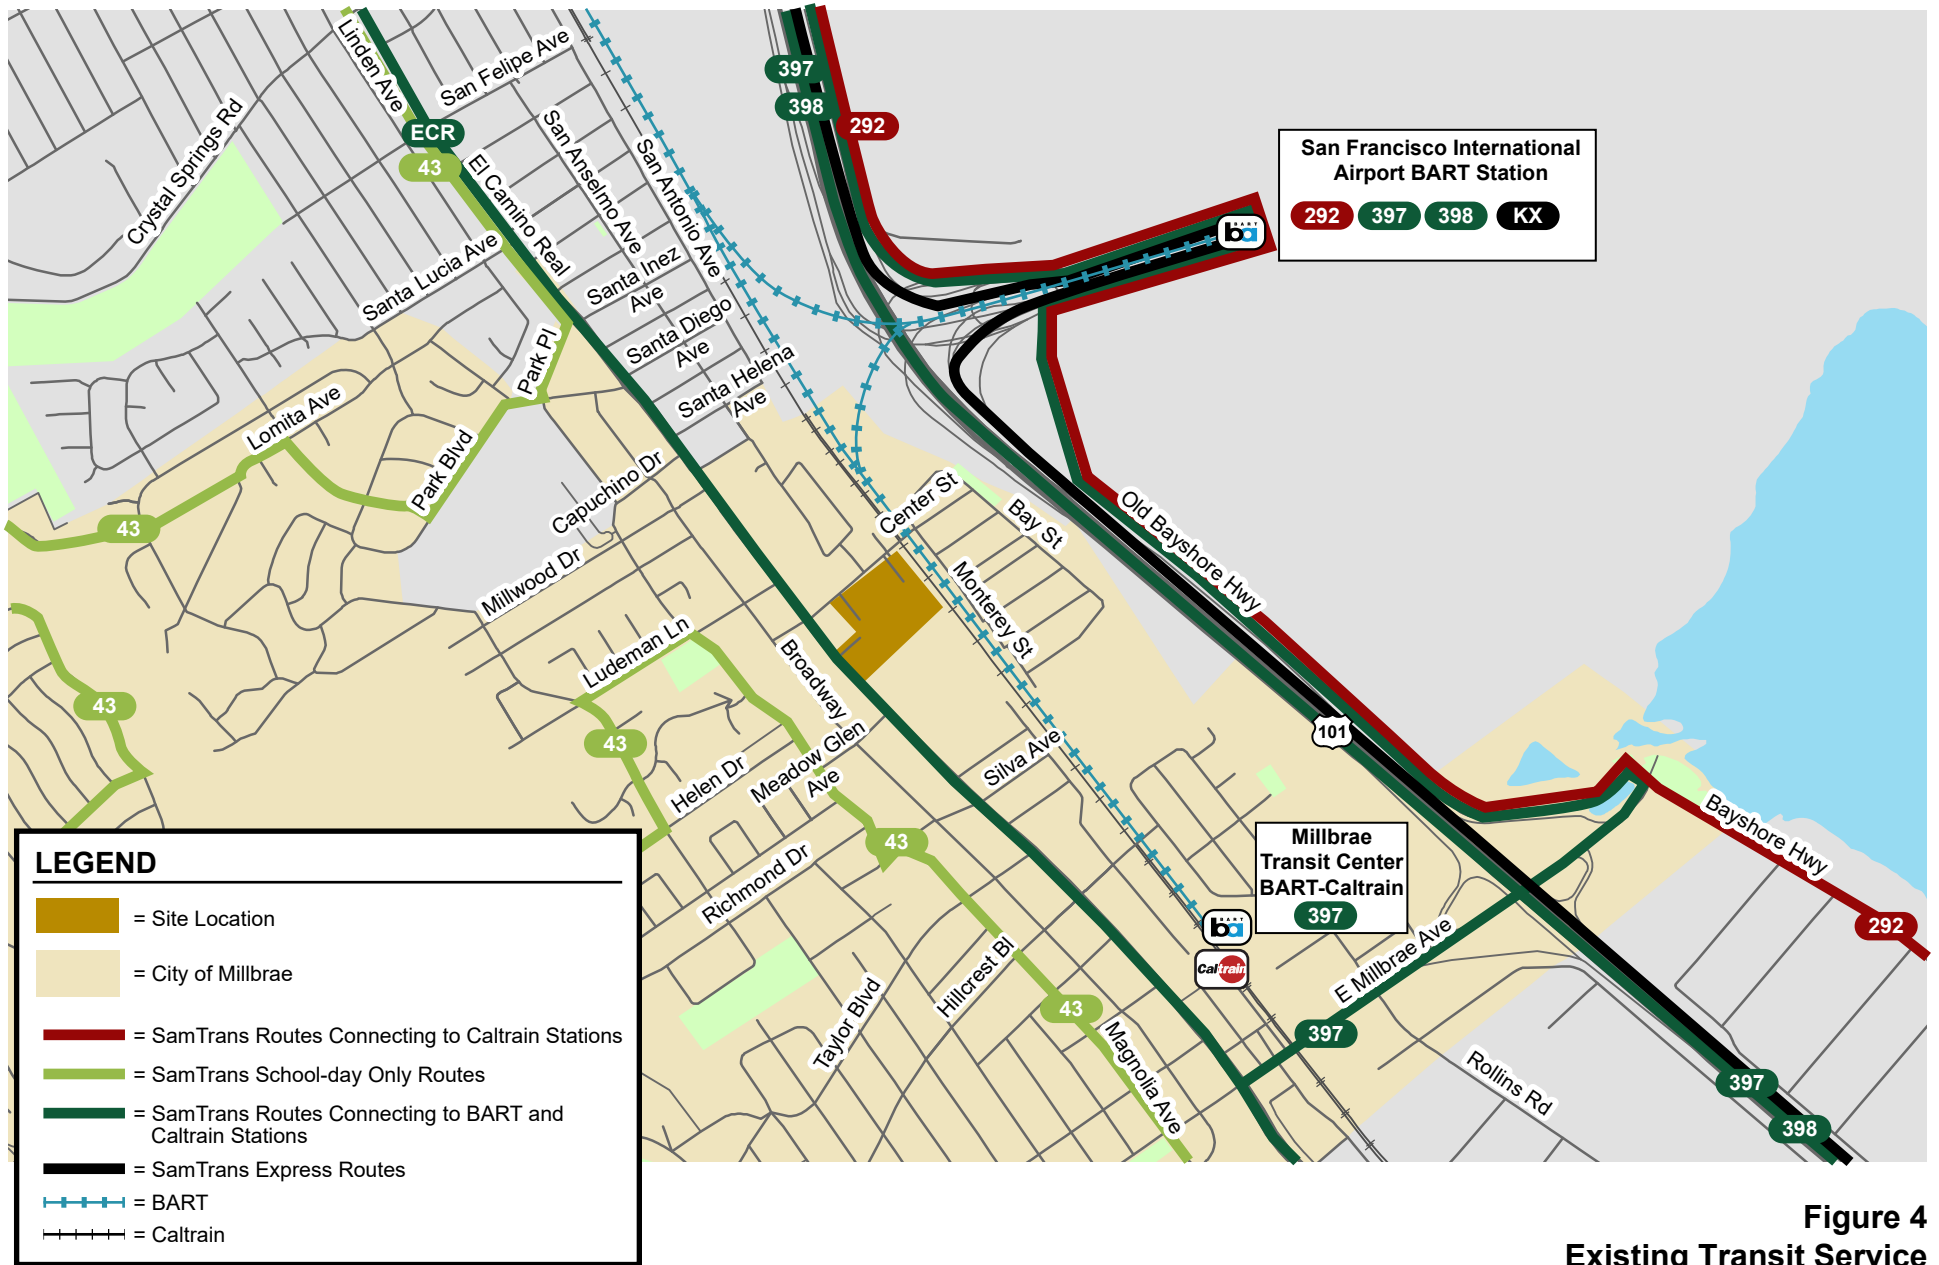 Linden Ave
San Felipe Ave
Crystal Springs Rd
ECR
43
El Camino Real
San Anselmo Ave
San Antonio Ave
397
398
292
San Francisco International
Airport BART Station
292 397 398 KX
BART
ba
Santa Lucia Ave
Santa Inez
Ave
Santa Diego
Ave
Santa Helena
Ave
Park Pl
Lomita Ave
Park Blvd
43
Capuchino Dr
Millwood Dr
Center St
Bay St
Old Bayshore Hwy
Monterey St
Ludeman Ln
Broadway
43
43
Helen Dr
Meadow Glen
Ave
Silva Ave
101
Bayshore Hwy
292
Richmond Dr
43
Millbrae
Transit Center
BART-Caltrain
397
BART
ba
Caltrain
E Millbrae Ave
397
Hillcrest Bl
Taylor Blvd
43
Magnolia Ave
Rollins Rd
397
398
LEGEND
= Site Location
= City of Millbrae
= SamTrans Routes Connecting to Caltrain Stations
= SamTrans School-day Only Routes
= SamTrans Routes Connecting to BART and
Caltrain Stations
= SamTrans Express Routes
= BART
= Caltrain
Figure 4
Existing Transit Service